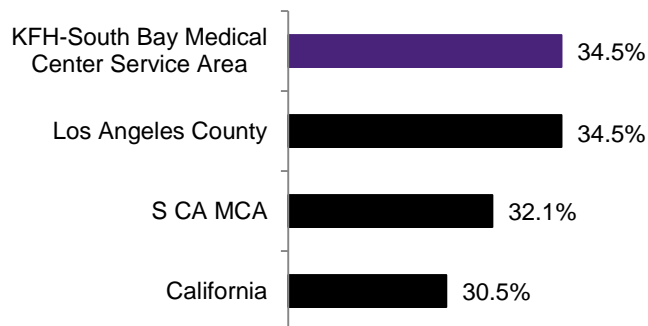 KFH-South Bay Medical
Center Service Area
34.5%
Los Angeles County
34.5%
S CA MCA
32.1%
California
30.5%